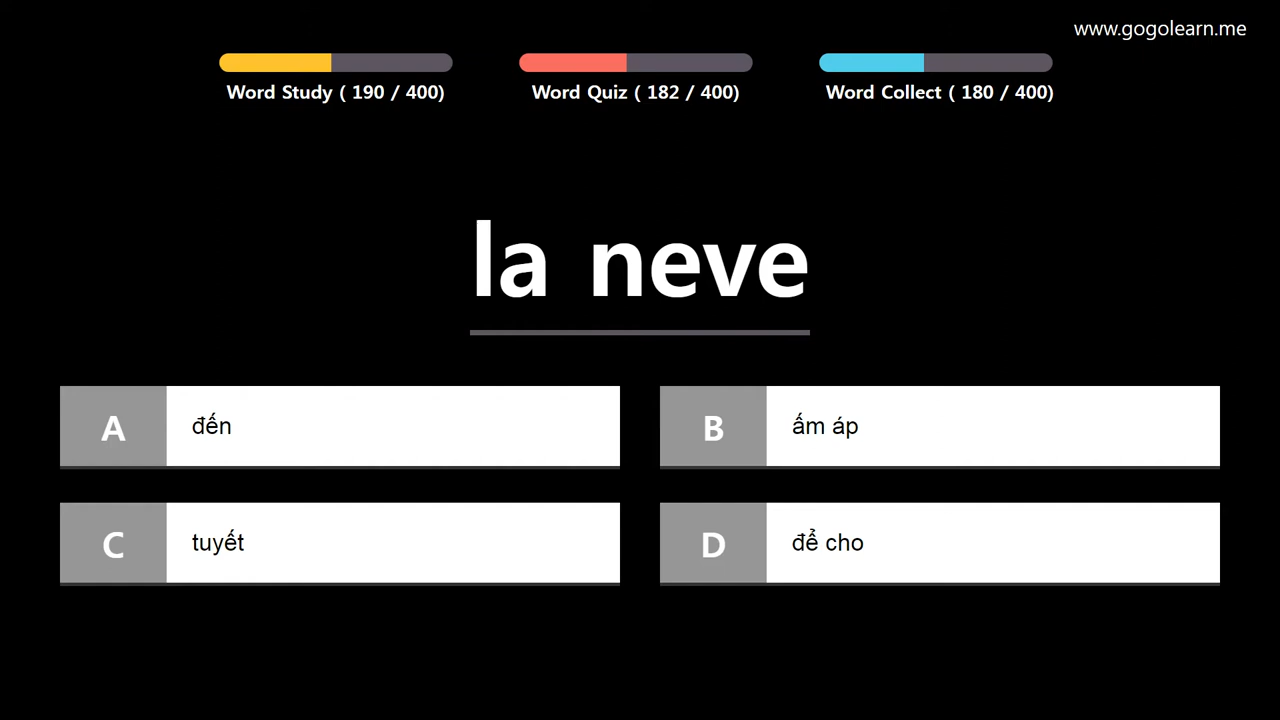 www.gogolearn.me
Word Study ( 190 / 400)
Word Quiz ( 182 / 400)
Word Collect ( 180 / 400)
la neve
A đến
B ấm áp
C tuyết
D để cho